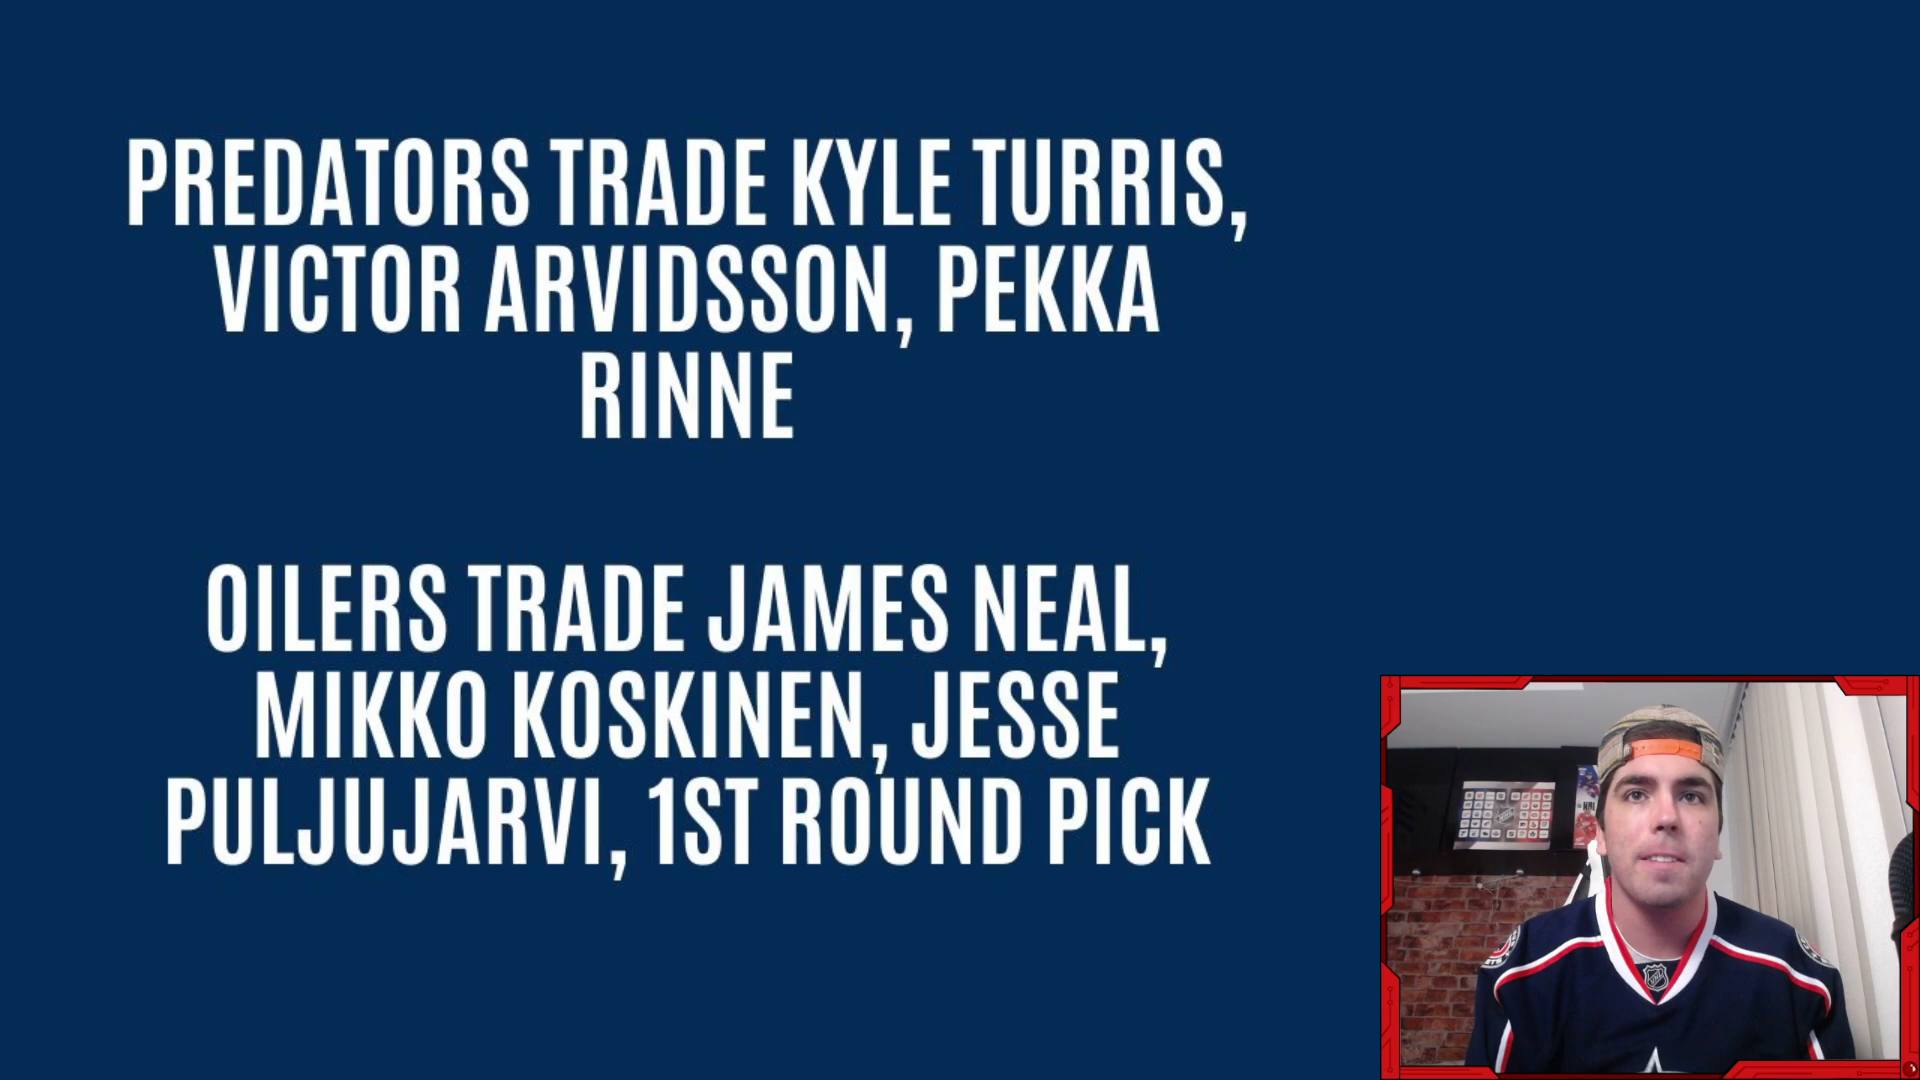 PREDATORS TRADE KYLE TURRIS,
VICTOR ARVIDSSON, PEKKA
RINNE
OILERS TRADE JAMES NEAL,
MIKKO KOSKINEN, JESSE
PULJUJARVI, 1ST ROUND PICK